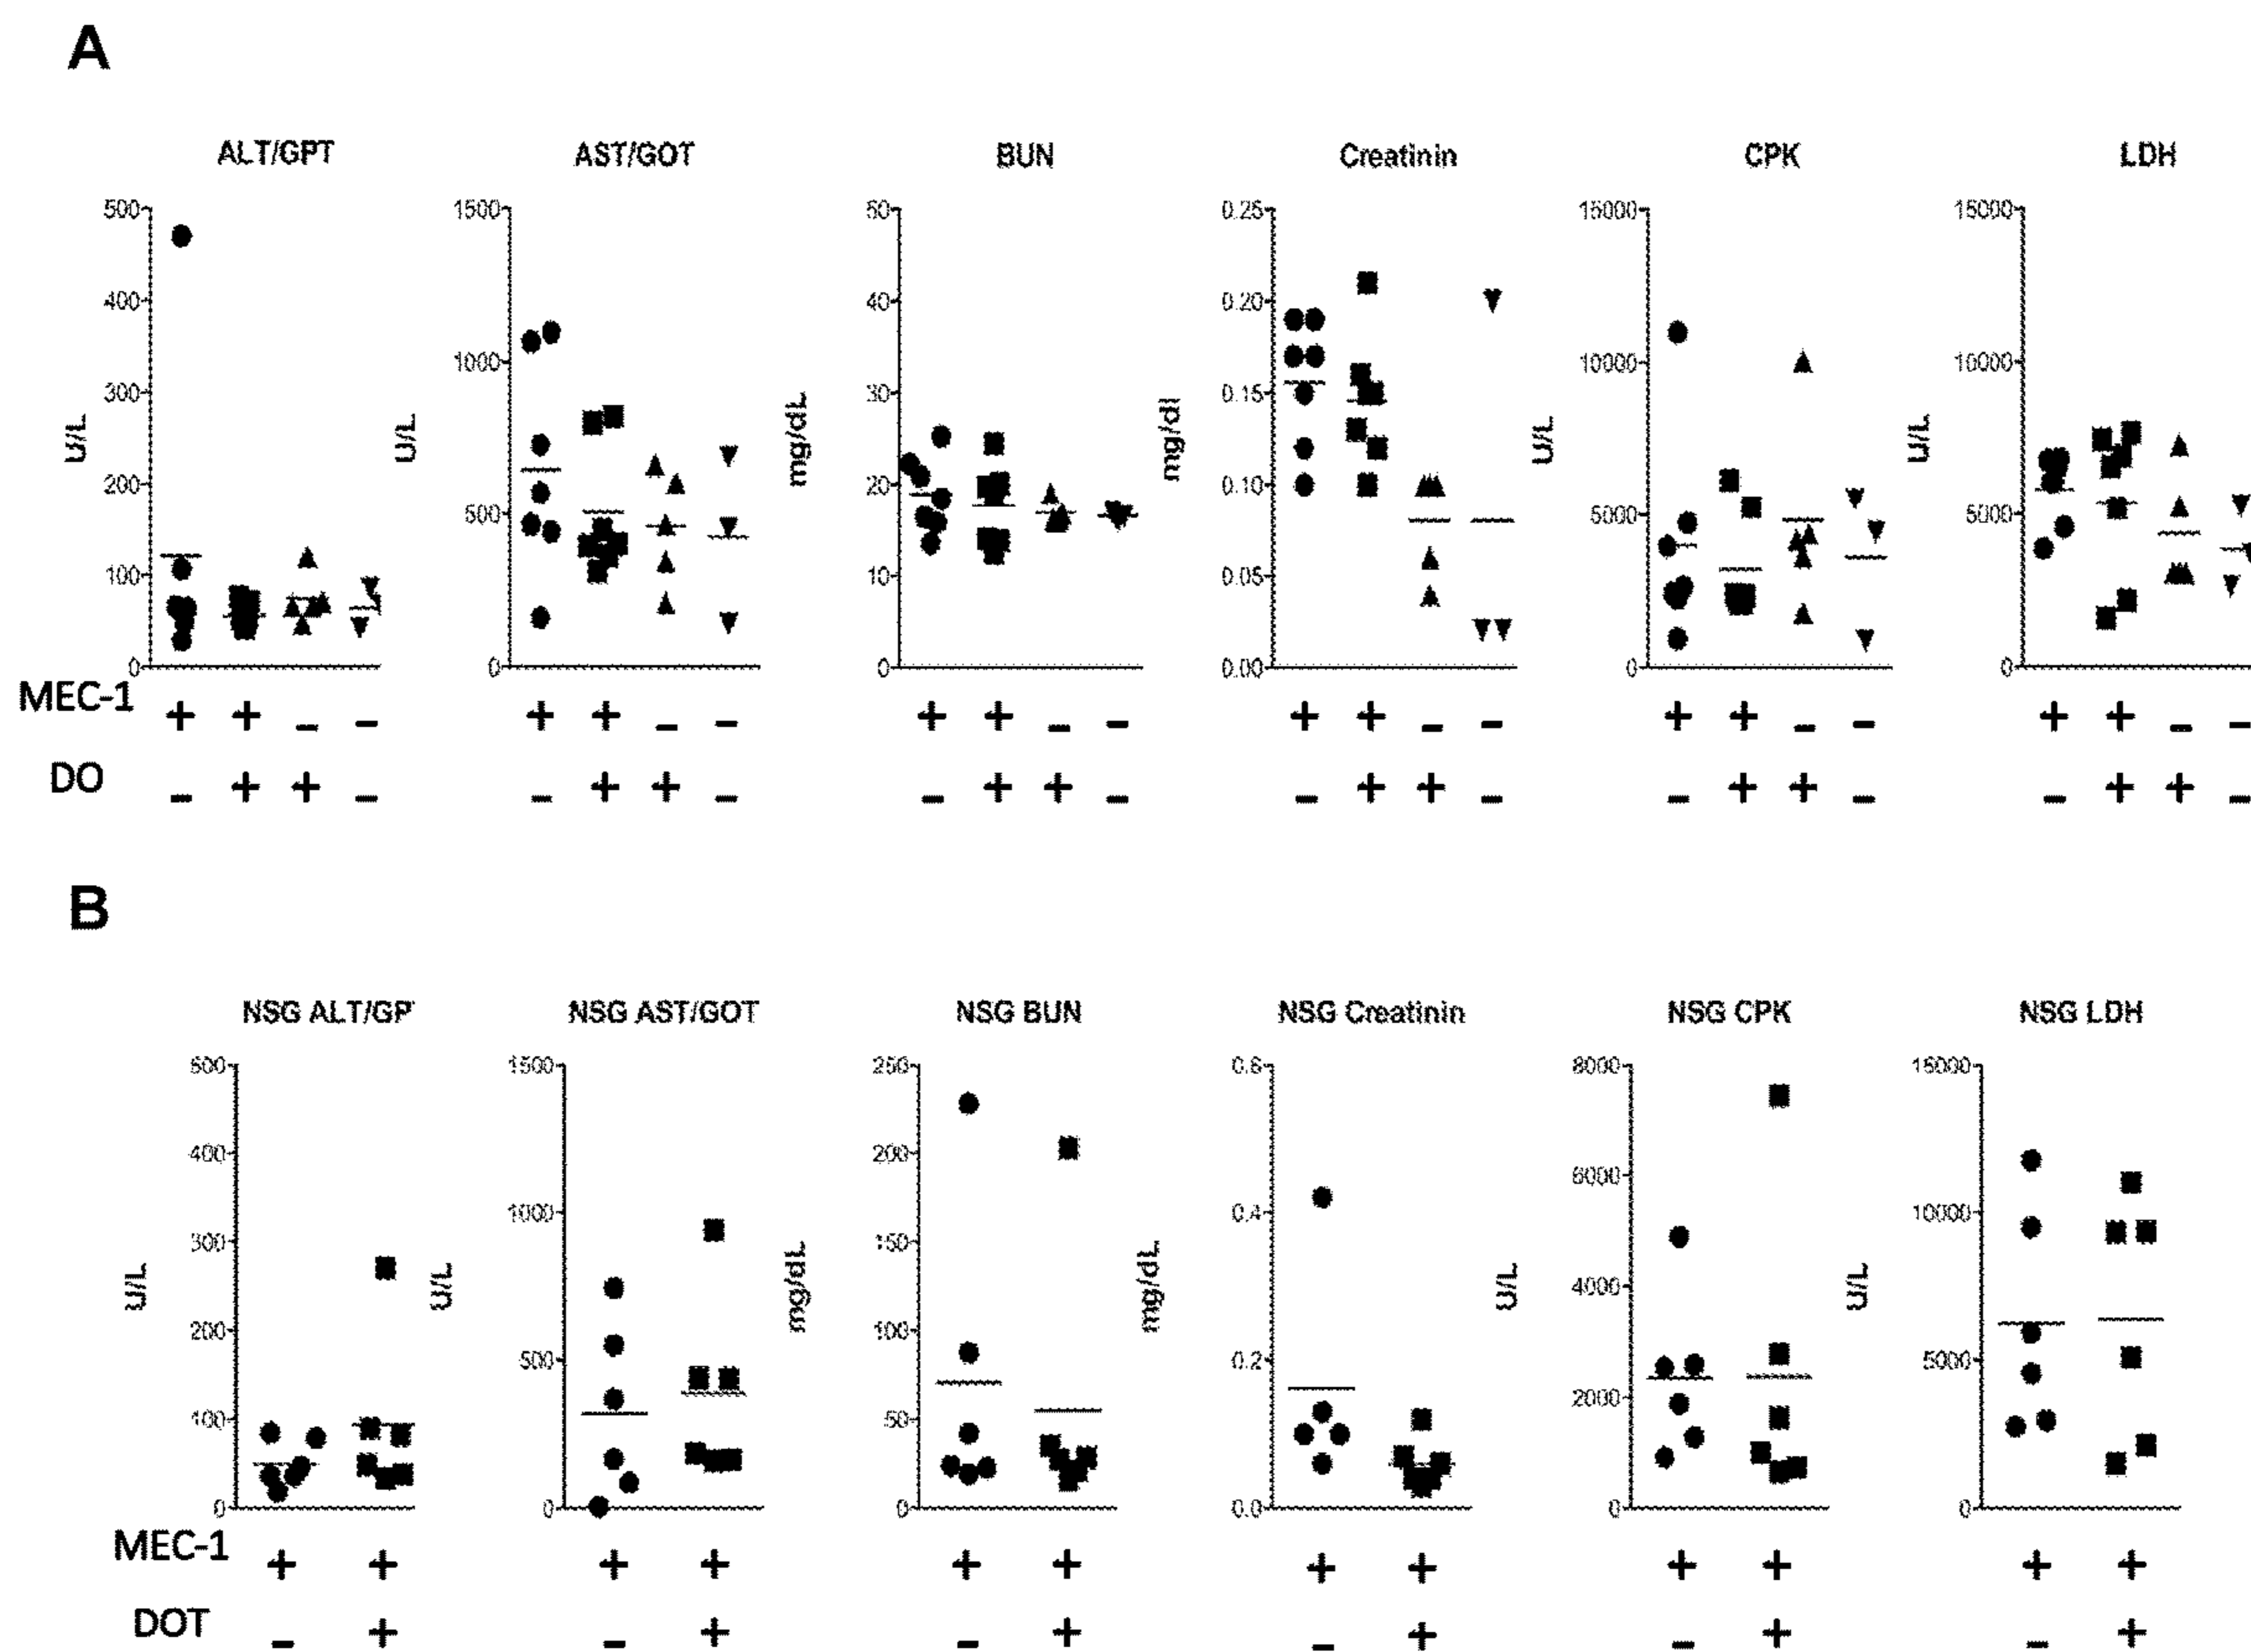 A
ALT/GPT AST/GOT BUN Creatinin CPK LDH
500 1500 50 0.25 15000 15000
400 40 0.20
1000 10000 10000
300 30 0.15
U/L U/L mg/dL mg/dl U/L U/L
200 20 0.10
500 5000 5000
100 10 0.05
0 0 0 0.00 0 0
MEC-1 + + - - + + - - + + - - + + - - + + - - + + - -
DO - + + - - + + - - + + - - + + - - + + - - + + -
B
NSG ALT/GP NSG AST/GOT NSG BUN NSG Creatinin NSG CPK NSG LDH
500 1500 250 0.6 8000 15000
400 200 6000
1000 0.4 10000
300 150
U/L U/L mg/dL mg/dL U/L U/L
4000
200 100
500 0.2 5000
100 50 2000
0 0 0 0.0 0 0
MEC-1 + + + + + + + + + + + +
DOT - + - + - + - + - + - +